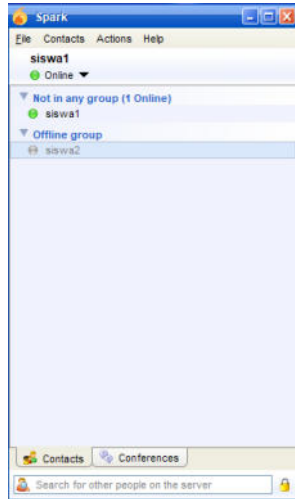 Spark
File Contacts Actions Help
siswa1
Online
Not in any group (1 Online)
siswa1
Offline group
siswa2
Contacts Conferences
Search for other people on the server